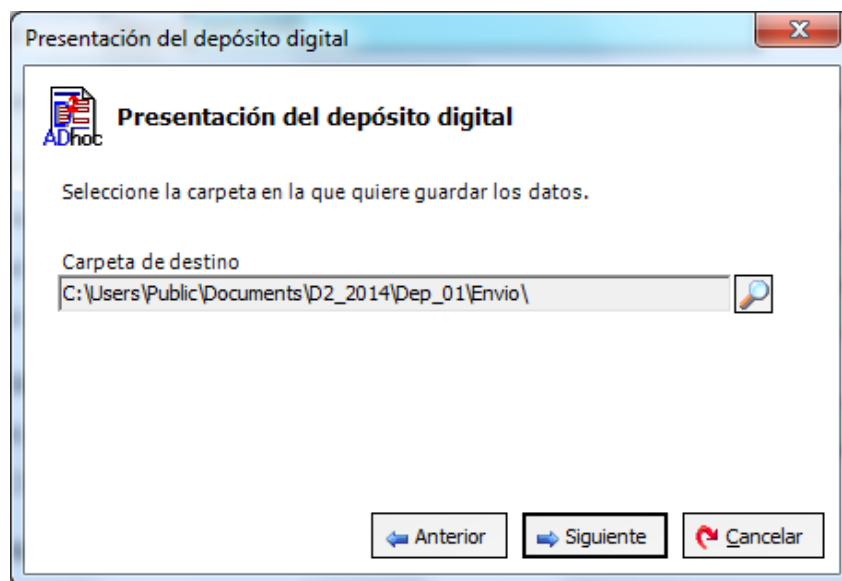 Presentación del depósito digital
ADhoc
Presentación del depósito digital
Seleccione la carpeta en la que quiere guardar los datos.
Carpeta de destino
C:\Users\Public\Documents\D2_2014\Dep_01\Envio\
Anterior
Siguiente
Cancelar